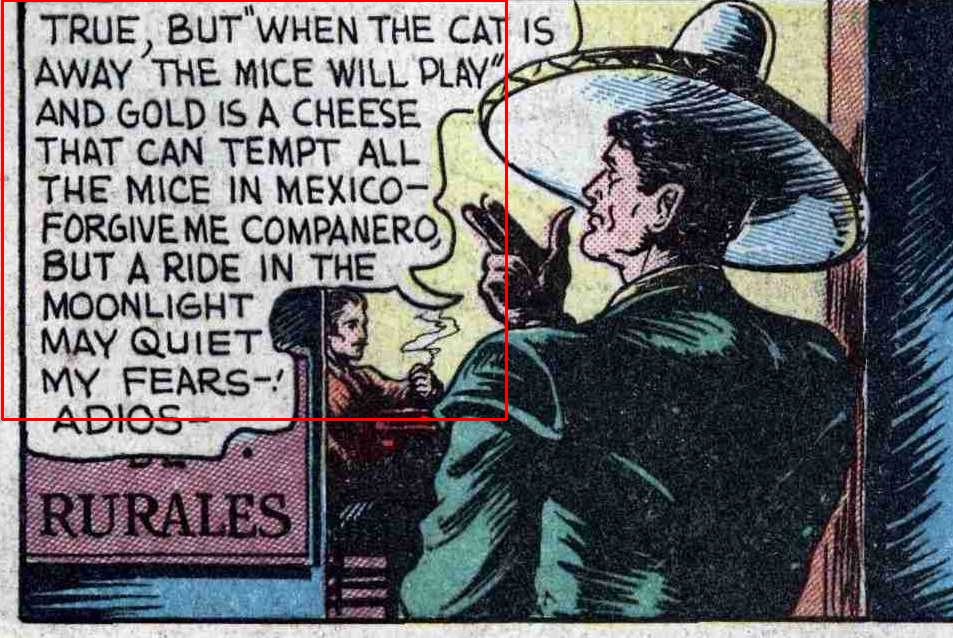 TRUE, BUT "WHEN THE CAT IS
AWAY THE MICE WILL PLAY"
AND GOLD IS A CHEESE
THAT CAN TEMPT ALL
THE MICE IN MEXICO—
FORGIVE ME COMPANERO,
BUT A RIDE IN THE
MOONLIGHT
MAY QUIET
MY FEARS—!
ADIOS—
RURALES